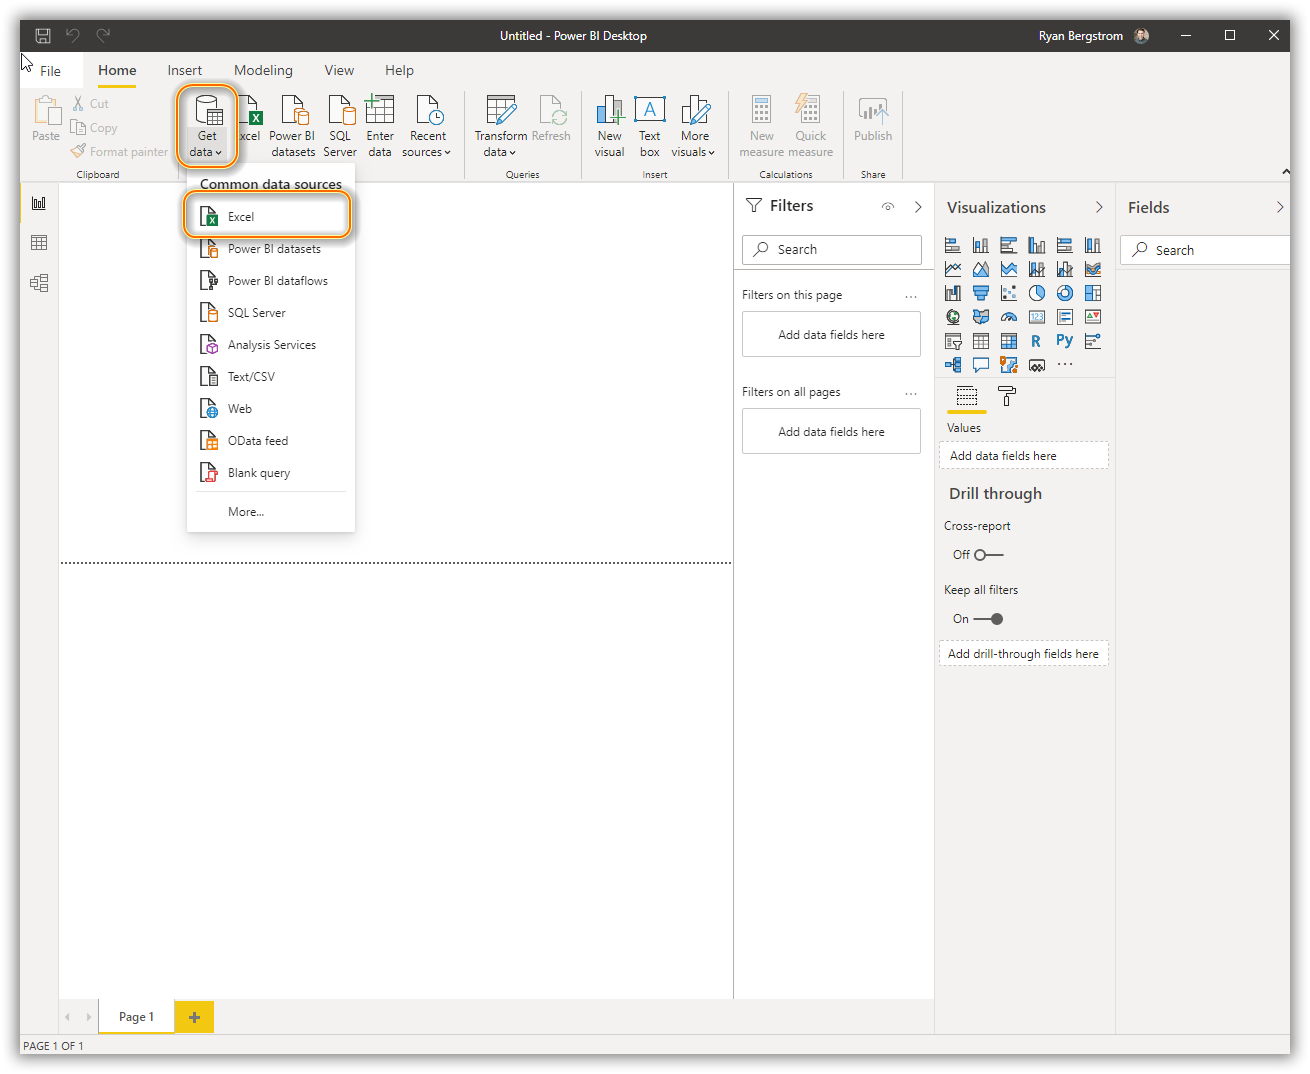 Untitled - Power BI Desktop
Ryan Bergstrom
File
Home
Insert
Modeling
View
Help
Paste
Cut
Copy
Format painter
Clipboard
Get
data
Power BI
datasets
SQL
Server
Enter
data
Recent
sources
Transform
data
Refresh
Queries
New
visual
Text
box
More
visuals
Insert
New
measure
Quick
measure
Calculations
Publish
Share
Common data sources
Excel
Power BI datasets
Power BI dataflows
SQL Server
Analysis Services
Text/CSV
Web
OData feed
Blank query
More...
Filters
Search
Filters on this page
...
Add data fields here
Filters on all pages
...
Add data fields here
Visualizations
123
R
Py
...
Values
Add data fields here
Drill through
Cross-report
Off
Keep all filters
On
Add drill-through fields here
Fields
Search
Page 1
PAGE 1 OF 1